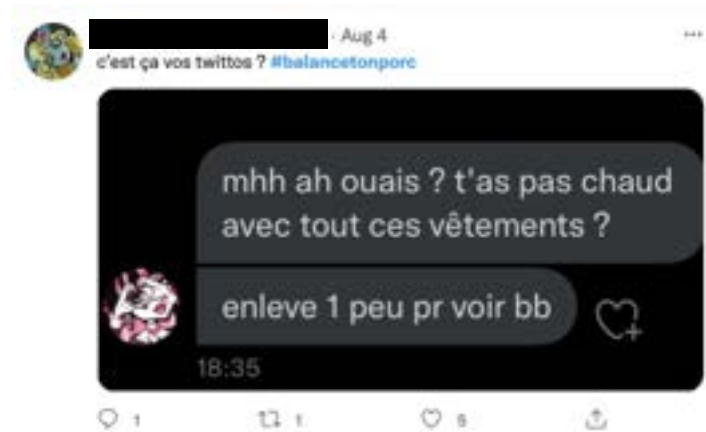 · Aug 4
c'est ça vos twittos ? #balancetonporc
mhh ah ouais ? t'as pas chaud
avec tout ces vêtements ?
enleve 1 peu pr voir bb
18:35
1 1 5